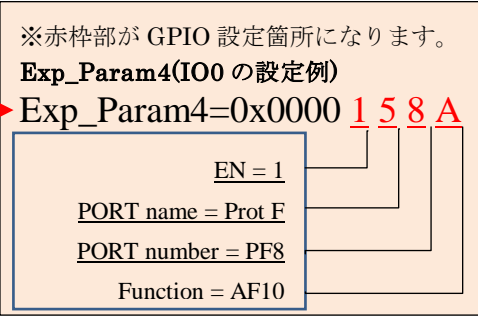 ※赤枠部が GPIO 設定箇所になります。
Exp_Param4(IO0 の設定例)
Exp_Param4=0x0000 1 5 8 A
EN = 1
PORT name = Prot F
PORT number = PF8
Function = AF10